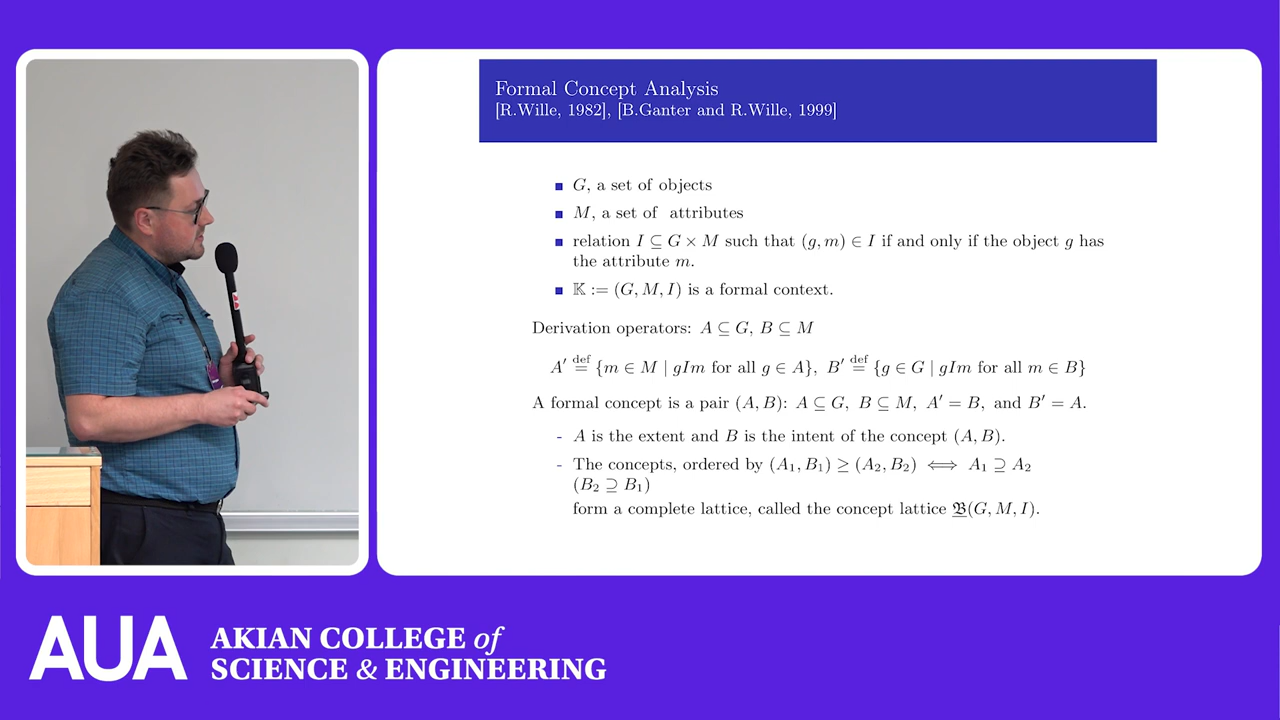 Formal Concept Analysis
[R.Wille, 1982], [B.Ganter and R.Wille, 1999]
G, a set of objects
M, a set of attributes
relation I ⊆ G × M such that (g, m) ∈ I if and only if the object g has
the attribute m.
𝕂 := (G, M, I) is a formal context.
Derivation operators: A ⊆ G, B ⊆ M
A′ def= {m ∈ M | gIm for all g ∈ A}, B′ def= {g ∈ G | gIm for all m ∈ B}
A formal concept is a pair (A, B): A ⊆ G, B ⊆ M, A′ = B, and B′ = A.
- A is the extent and B is the intent of the concept (A, B).
- The concepts, ordered by (A₁, B₁) ≥ (A₂, B₂) ⟺ A₁ ⊇ A₂
(B₂ ⊇ B₁)
form a complete lattice, called the concept lattice 𝔅(G, M, I).
AUA
AKIAN COLLEGE of
SCIENCE & ENGINEERING